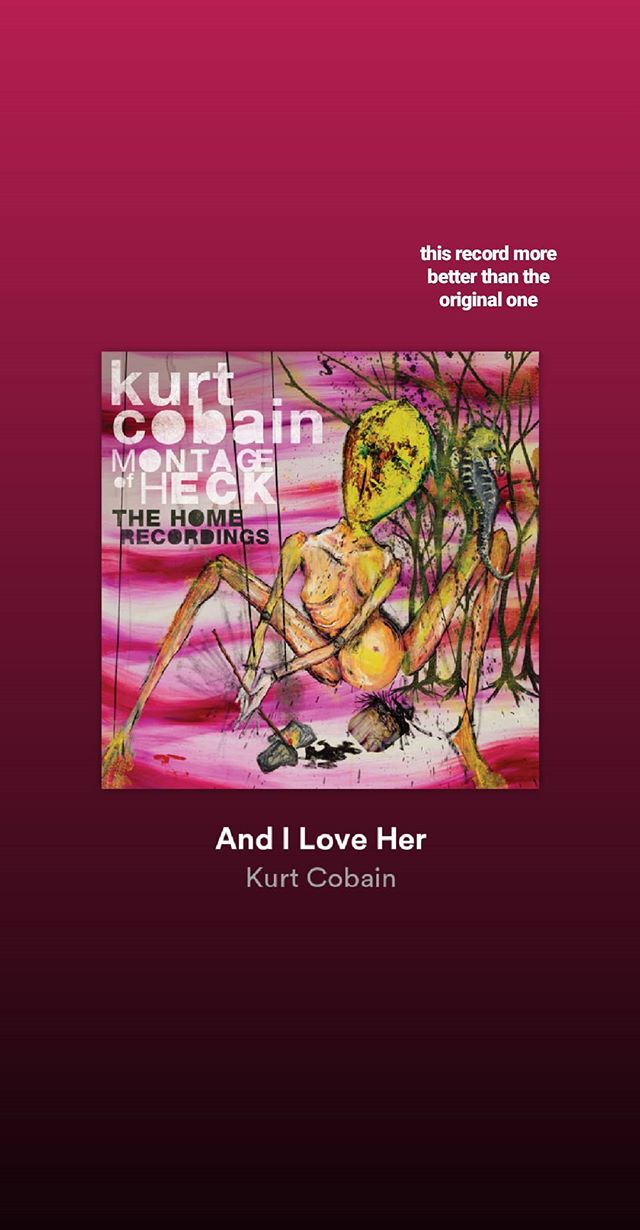 this record more
better than the
original one
kurt
cobain
MONTAGE
of HECK
THE HOME
RECORDINGS
And I Love Her
Kurt Cobain